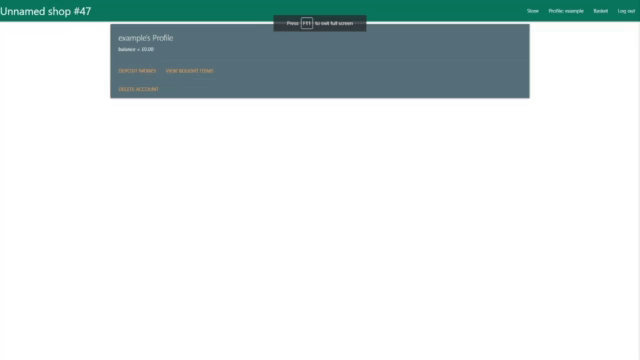 Unnamed shop #47
Store Profile: example Basket Log out
Press F11 to exit full screen
example's Profile
balance = £0.00
DEPOSIT MONEY VIEW BOUGHT ITEMS
DELETE ACCOUNT